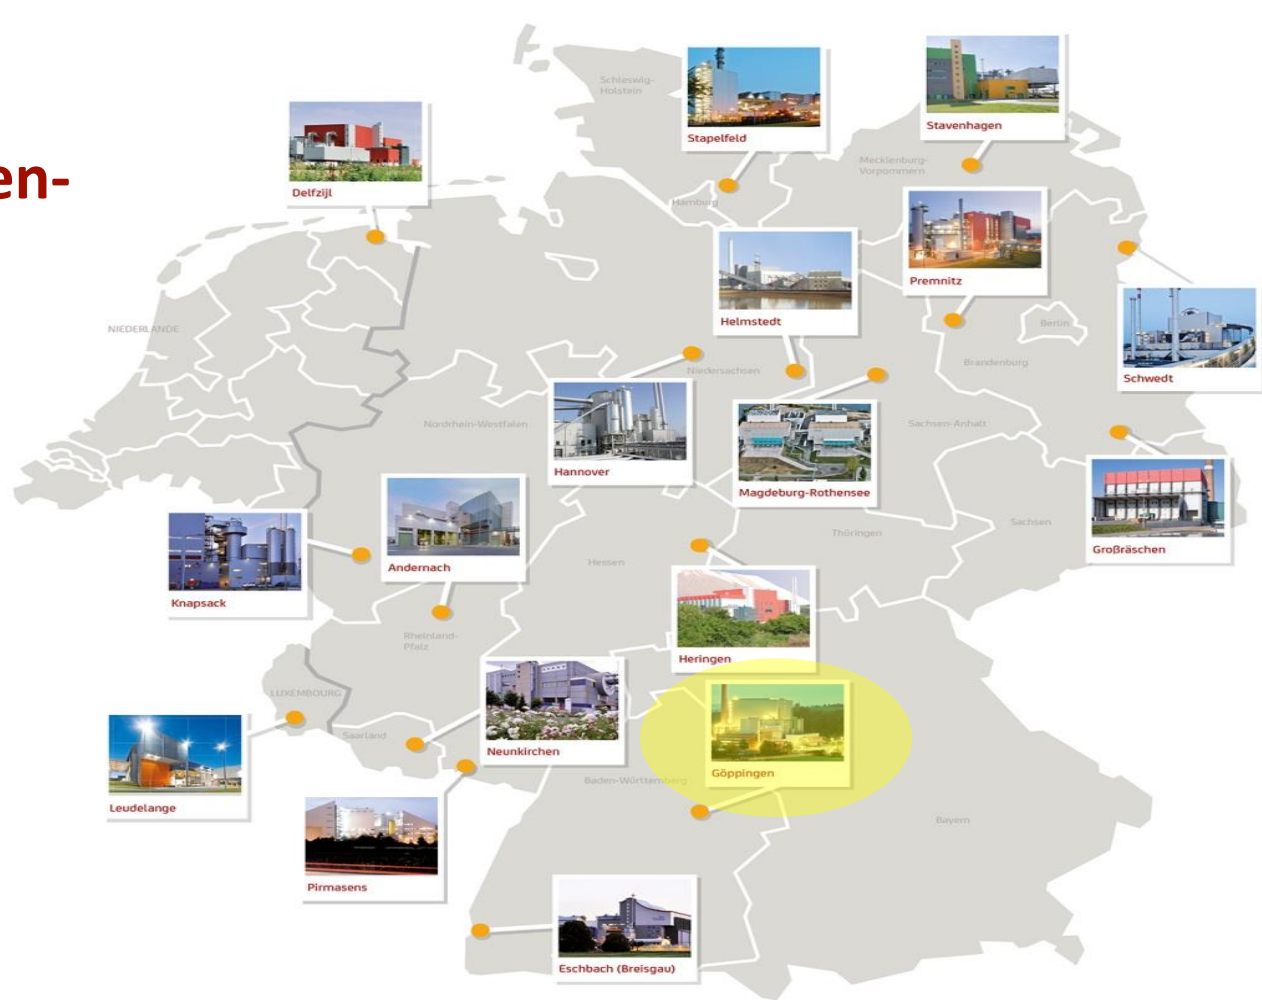 en-
Schleswig-
Holstein
Stapelfeld
Stavenhagen
Mecklenburg-
Vorpommern
Delfzijl
Hamburg
Premnitz
NIEDERLANDE
Helmstedt
Berlin
Niedersachsen
Brandenburg
Schwedt
Nordrhein-Westfalen
Sachsen-Anhalt
Hannover
Magdeburg-Rothensee
Sachsen
Thüringen
Großräschen
Hessen
Andernach
Knapsack
Rheinland-
Pfalz
Heringen
LUXEMBOURG
Saarland
Neunkirchen
Göppingen
Baden-Württemberg
Leudelange
Bayern
Pirmasens
Eschbach (Breisgau)